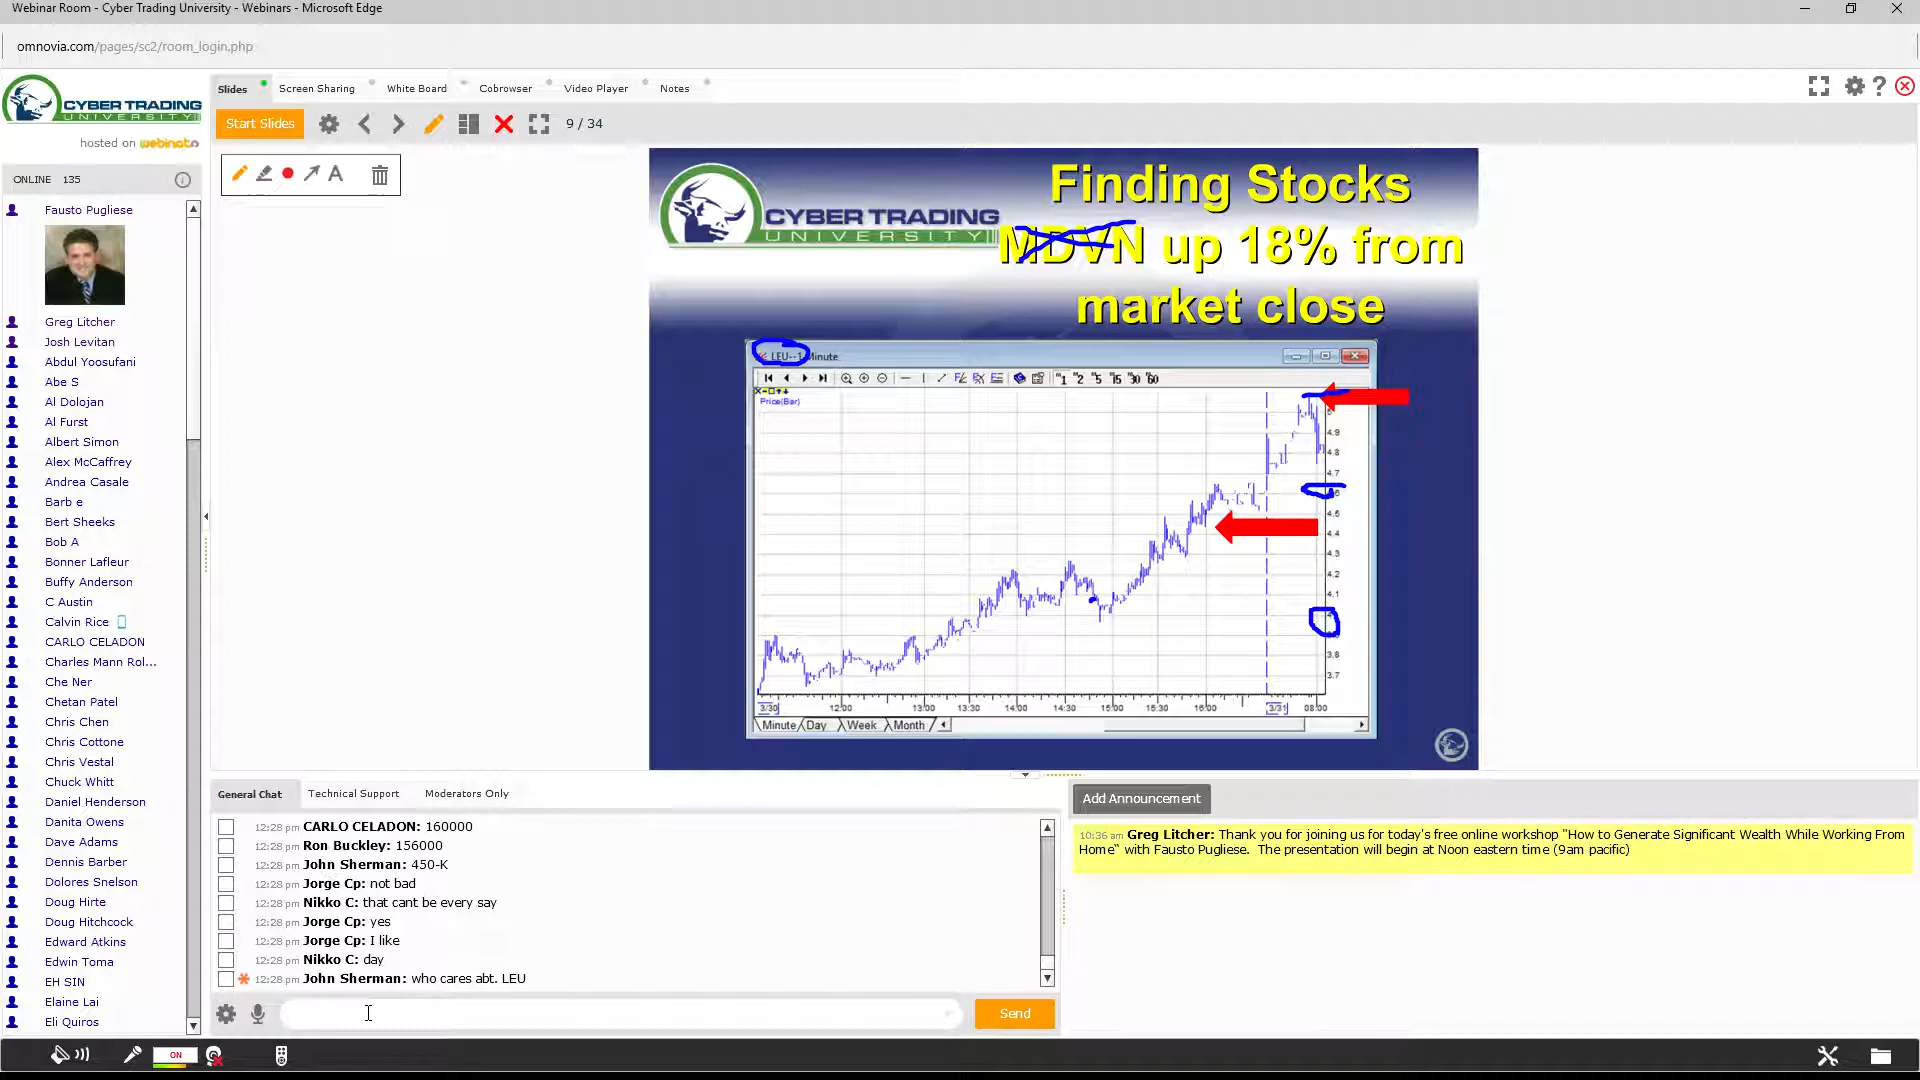 Webinar Room - Cyber Trading University - Webinars - Microsoft Edge
omnovia.com/pages/sc2/room_login.php
CYBER TRADING
UNIVERSITY
hosted on webinato
Slides
Screen Sharing
White Board
Cobrowser
Video Player
Notes
Start Slides
9 / 34
A
ONLINE 135
Fausto Pugliese
Greg Litcher
Josh Levitan
Abdul Yoosufani
Abe S
Al Dolojan
Al Furst
Albert Simon
Alex McCaffrey
Andrea Casale
Barb e
Bert Sheeks
Bob A
Bonner Lafleur
Buffy Anderson
C Austin
Calvin Rice
CARLO CELADON
Charles Mann Rol...
Che Ner
Chetan Patel
Chris Chen
Chris Cottone
Chris Vestal
Chuck Whitt
Daniel Henderson
Danita Owens
Dave Adams
Dennis Barber
Dolores Snelson
Doug Hirte
Doug Hitchcock
Edward Atkins
Edwin Toma
EH SIN
Elaine Lai
Eli Quiros
CYBER TRADING
UNIVERSITY
Finding Stocks
MDVN up 18% from
market close
LEU--1 Minute
1 2 5 15 30 60
Price(Bar)
4.9
4.8
4.7
4.5
4.4
4.3
4.2
4.1
3.8
3.7
3/30 12:00 13:00 13:30 14:00 14:30 15:00 15:30 16:00 3/31 08:00
Minute Day Week Month
General Chat
Technical Support
Moderators Only
12:28 pm CARLO CELADON: 160000
12:28 pm Ron Buckley: 156000
12:28 pm John Sherman: 450-K
12:28 pm Jorge Cp: not bad
12:28 pm Nikko C: that cant be every say
12:28 pm Jorge Cp: yes
12:28 pm Jorge Cp: I like
12:28 pm Nikko C: day
12:28 pm John Sherman: who cares abt. LEU
Send
Add Announcement
10:36 am Greg Litcher: Thank you for joining us for today's free online workshop "How to Generate Significant Wealth While Working From
Home" with Fausto Pugliese. The presentation will begin at Noon eastern time (9am pacific)
ON